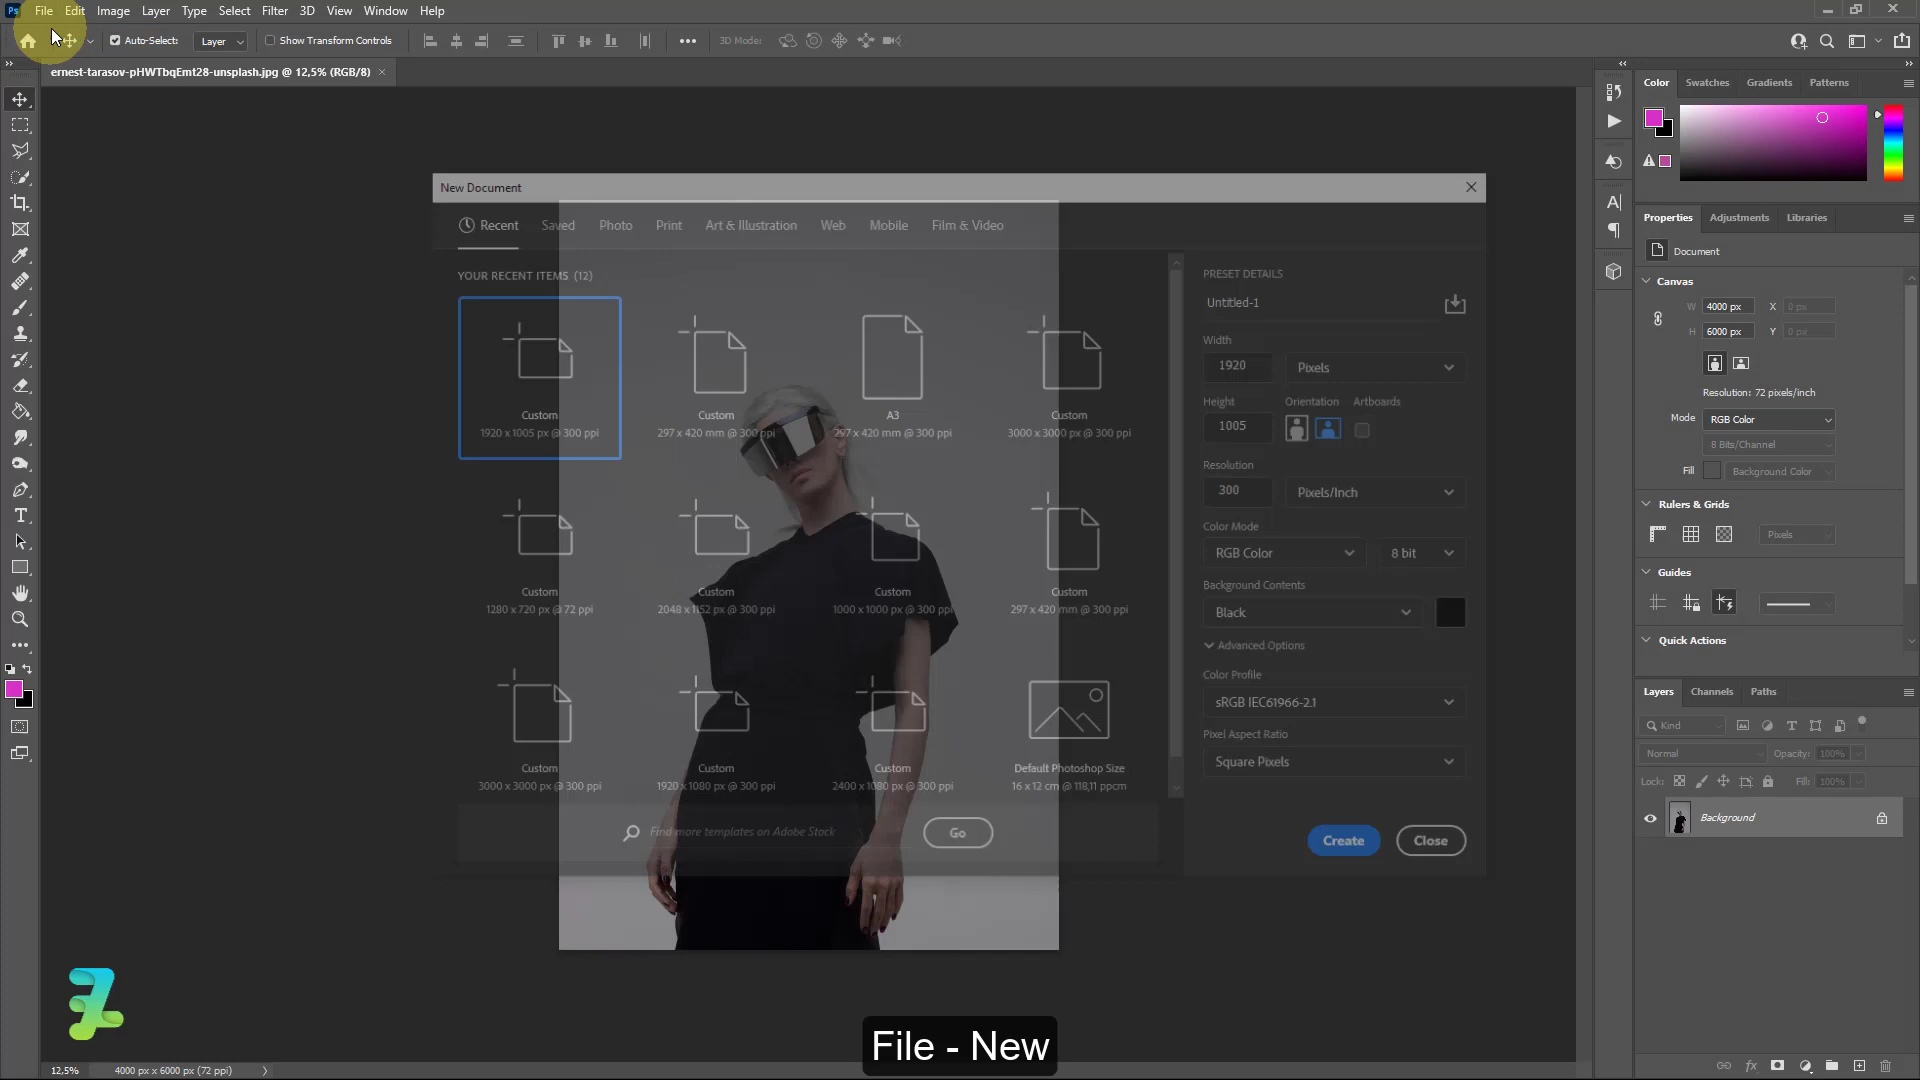 Ps File Edit Image Layer Type Select Filter 3D View Window Help
Auto-Select: Layer Show Transform Controls 3D Mode:
ernest-tarasov-pHWTbqEmt28-unsplash.jpg @ 12,5% (RGB/8)
New Document
Recent Saved Photo Print Art & Illustration Web Mobile Film & Video
YOUR RECENT ITEMS (12)
Custom
1920 x 1005 px @ 300 ppi
Custom
297 x 420 mm @ 300 ppi
A3
297 x 420 mm @ 300 ppi
Custom
3000 x 3000 px @ 300 ppi
Custom
1280 x 720 px @ 72 ppi
Custom
2048 x 1152 px @ 300 ppi
Custom
1000 x 1000 px @ 300 ppi
Custom
297 x 420 mm @ 300 ppi
Custom
3000 x 3000 px @ 300 ppi
Custom
1920 x 1080 px @ 300 ppi
Custom
2400 x 1080 px @ 300 ppi
Default Photoshop Size
16 x 12 cm @ 118,11 ppcm
Find more templates on Adobe Stock
Go
PRESET DETAILS
Untitled-1
Width
1920 Pixels
Height Orientation Artboards
1005
Resolution
300 Pixels/Inch
Color Mode
RGB Color 8 bit
Background Contents
Black
Advanced Options
Color Profile
sRGB IEC61966-2.1
Pixel Aspect Ratio
Square Pixels
Create Close
Color Swatches Gradients Patterns
Properties Adjustments Libraries
Document
Canvas
W 4000 px X 0 px
H 6000 px Y 0 px
Resolution: 72 pixels/inch
Mode RGB Color
8 Bits/Channel
Fill Background Color
Rulers & Grids
Pixels
Guides
Quick Actions
Layers Channels Paths
Kind
Normal Opacity: 100%
Lock: Fill: 100%
Background
File - New
12,5% 4000 px x 6000 px (72 ppi)